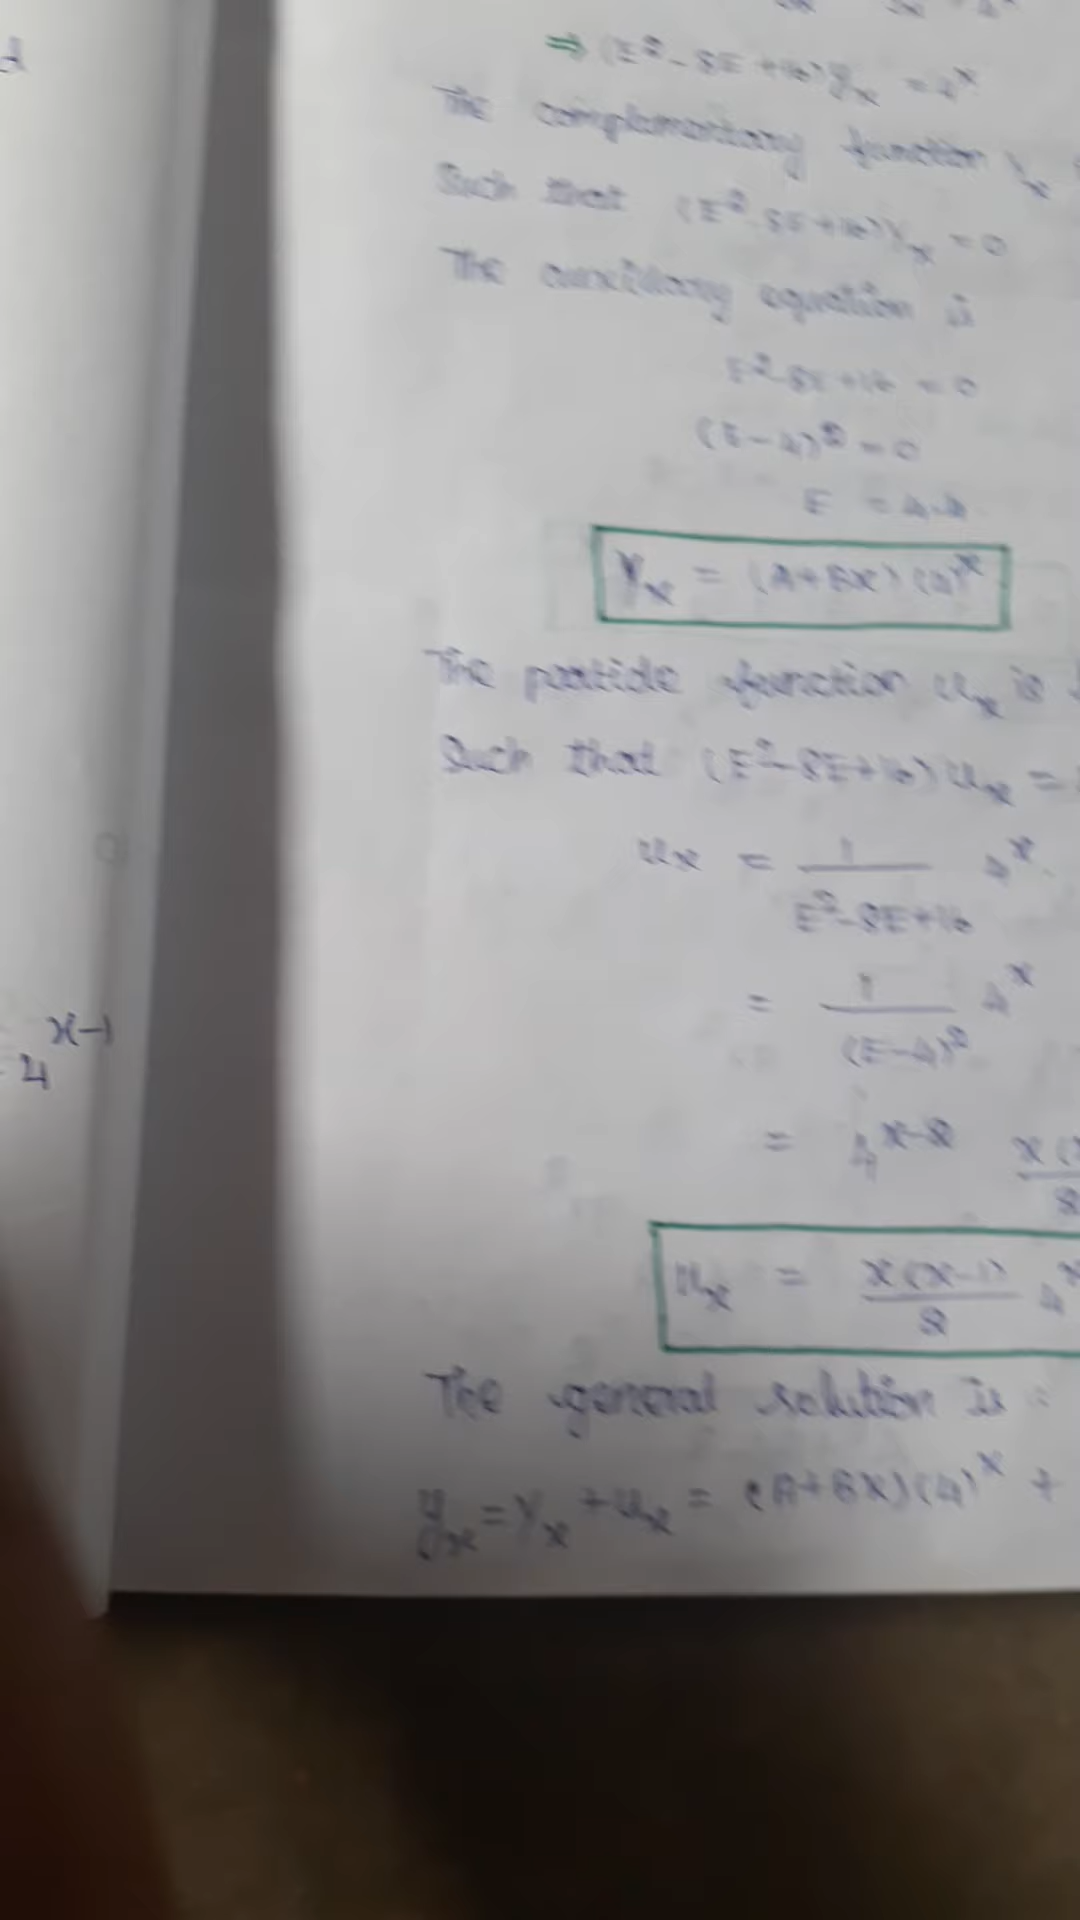 ⇒ (E²-8E+16)y_x = 4^x
The complementary function Y_x
Such that (E²-8E+16)Y_x = 0
The auxiliary equation is
E²-8E+16 = 0
(E-4)² = 0
E = 4,4
Y_x = (A+Bx)(4)^x
The particle function u_x is
Such that (E²-8E+16)u_x =
u_x = 1/(E²-8E+16) 4^x.
= 1/(E-4)² 4^x
= 4^(x-2) x(
u_x = x(x-1)/2 4
The general solution is
y_x = Y_x + u_x = (A+Bx)(4)^x +
4^(x-1)